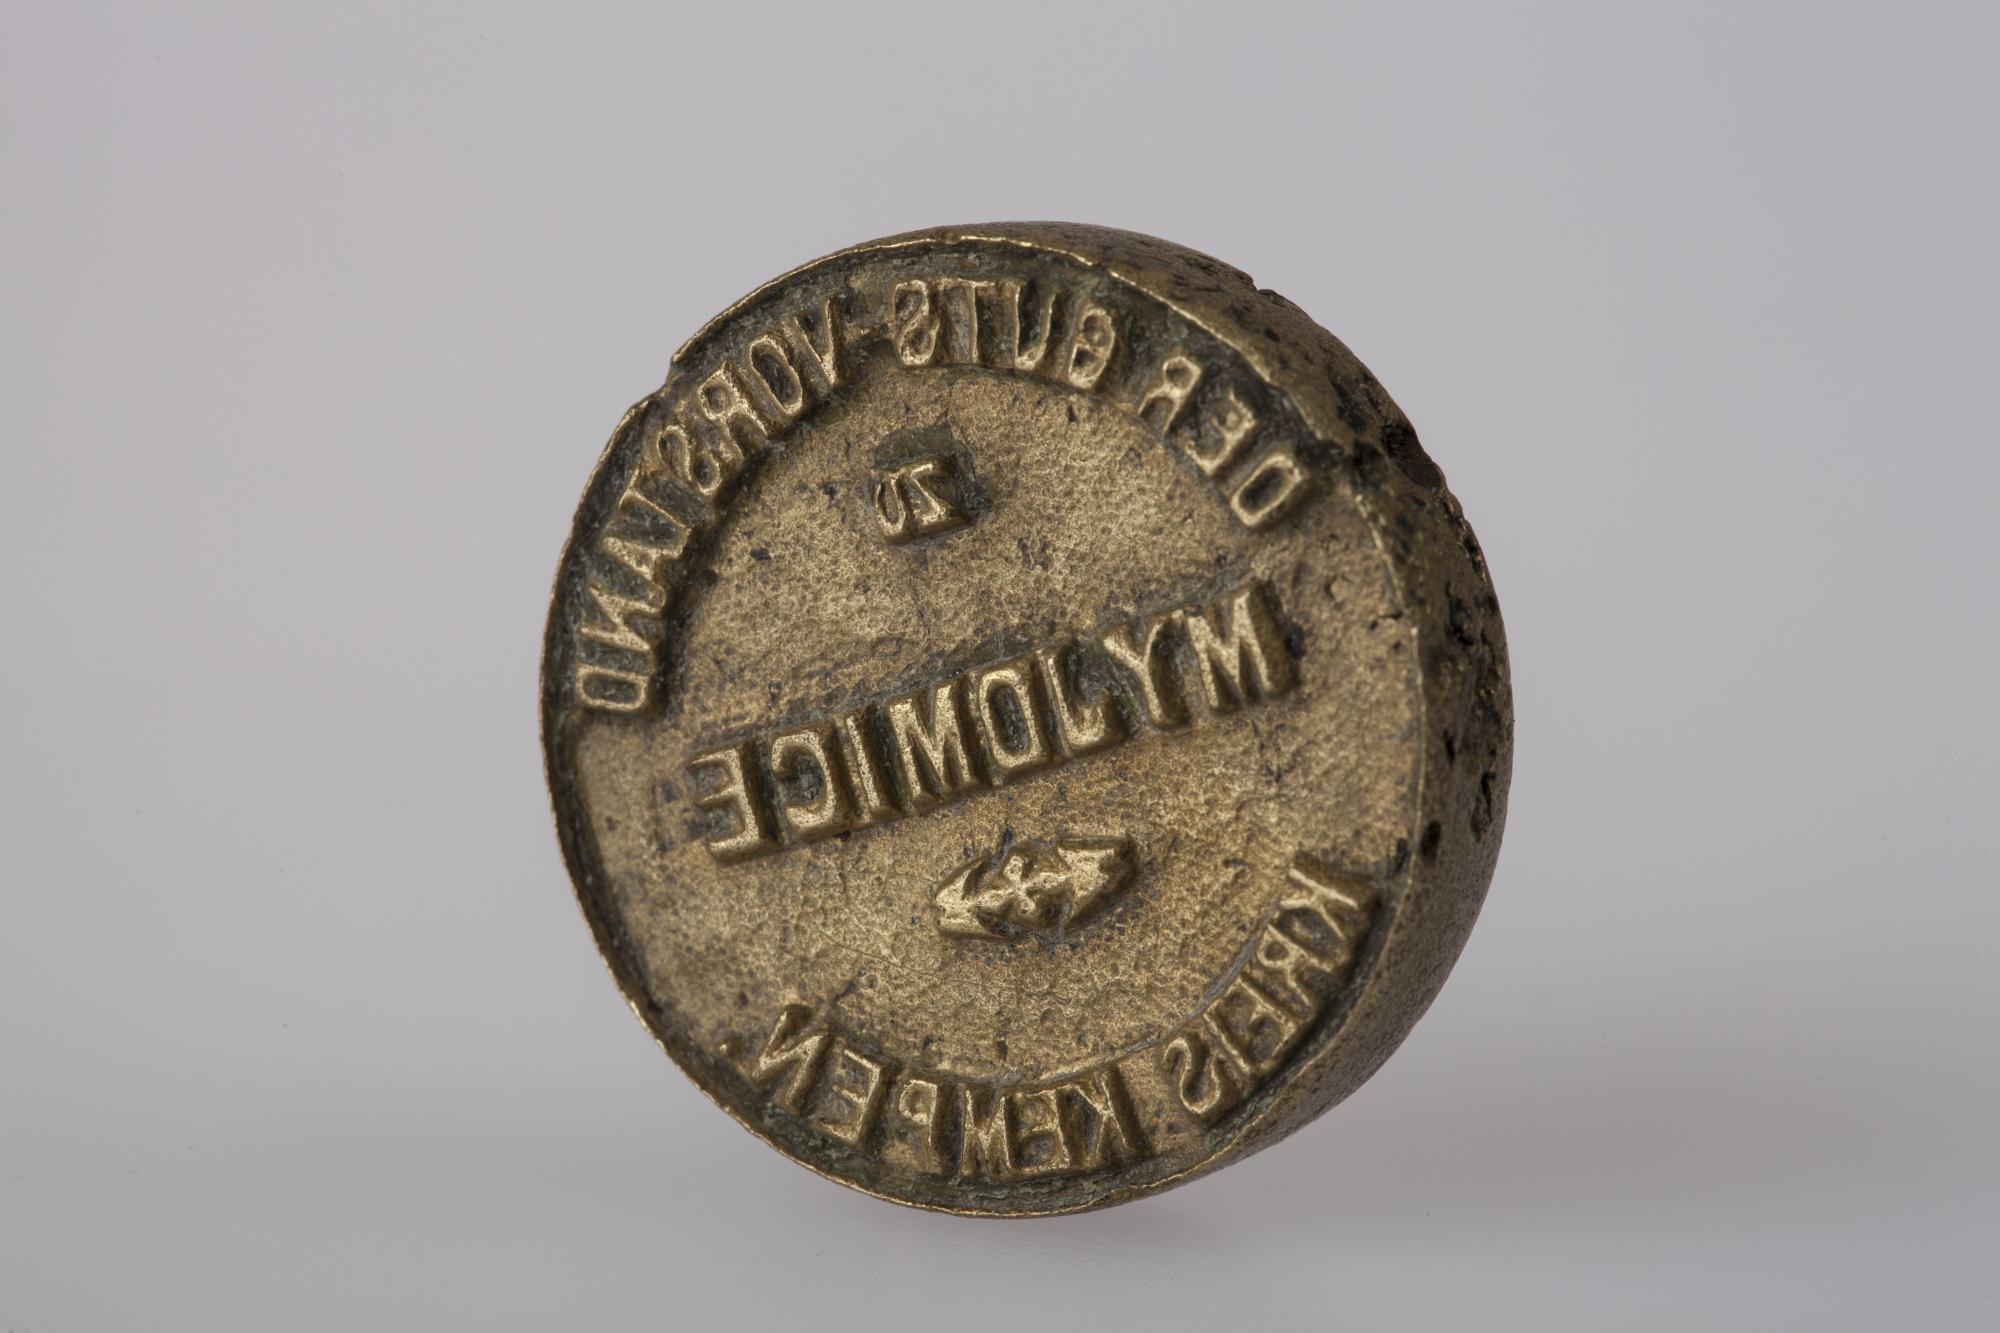 DER GUTS-VORSTAND
ZU
MYJOMICE
KREIS KEMPEN.